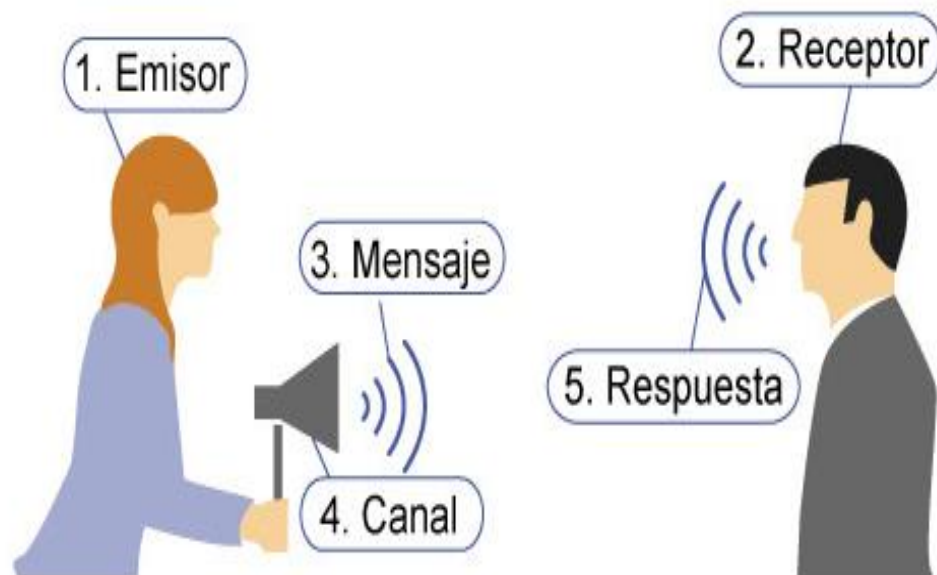 1. Emisor
2. Receptor
3. Mensaje
5. Respuesta
4. Canal